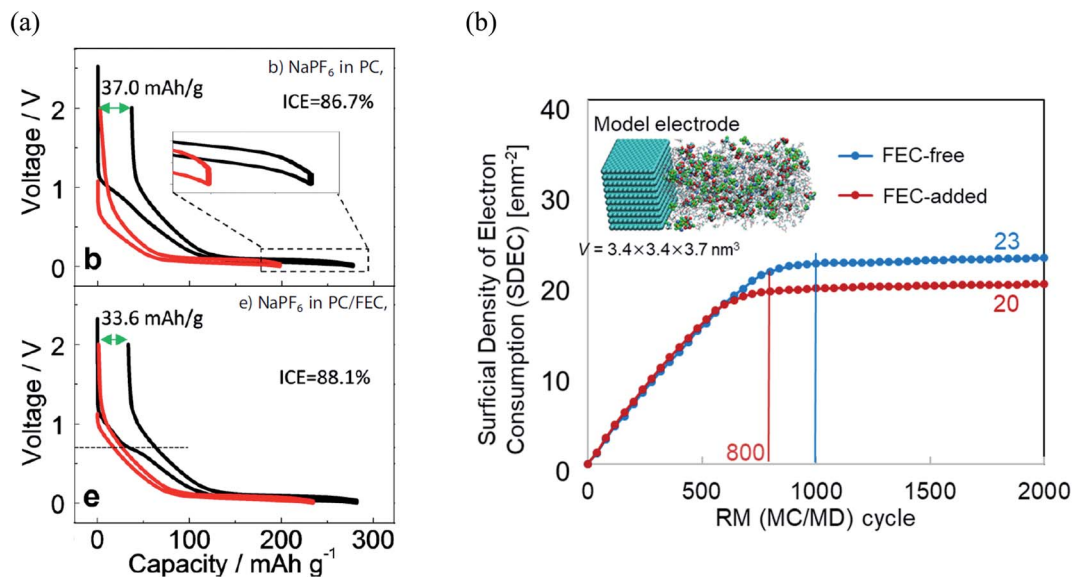 (a)
b) NaPF₆ in PC,
37.0 mAh/g
ICE=86.7%
2
1
0
Voltage / V
b
e) NaPF₆ in PC/FEC,
33.6 mAh/g
ICE=88.1%
2
1
0
Voltage / V
e
0 100 200 300
Capacity / mAh g⁻¹
(b)
40
30
20
10
0
Surficial Density of Electron
Consumption (SDEC) [enm⁻²]
Model electrode
V = 3.4×3.4×3.7 nm³
FEC-free
FEC-added
23
20
800
0 500 1000 1500 2000
RM (MC/MD) cycle